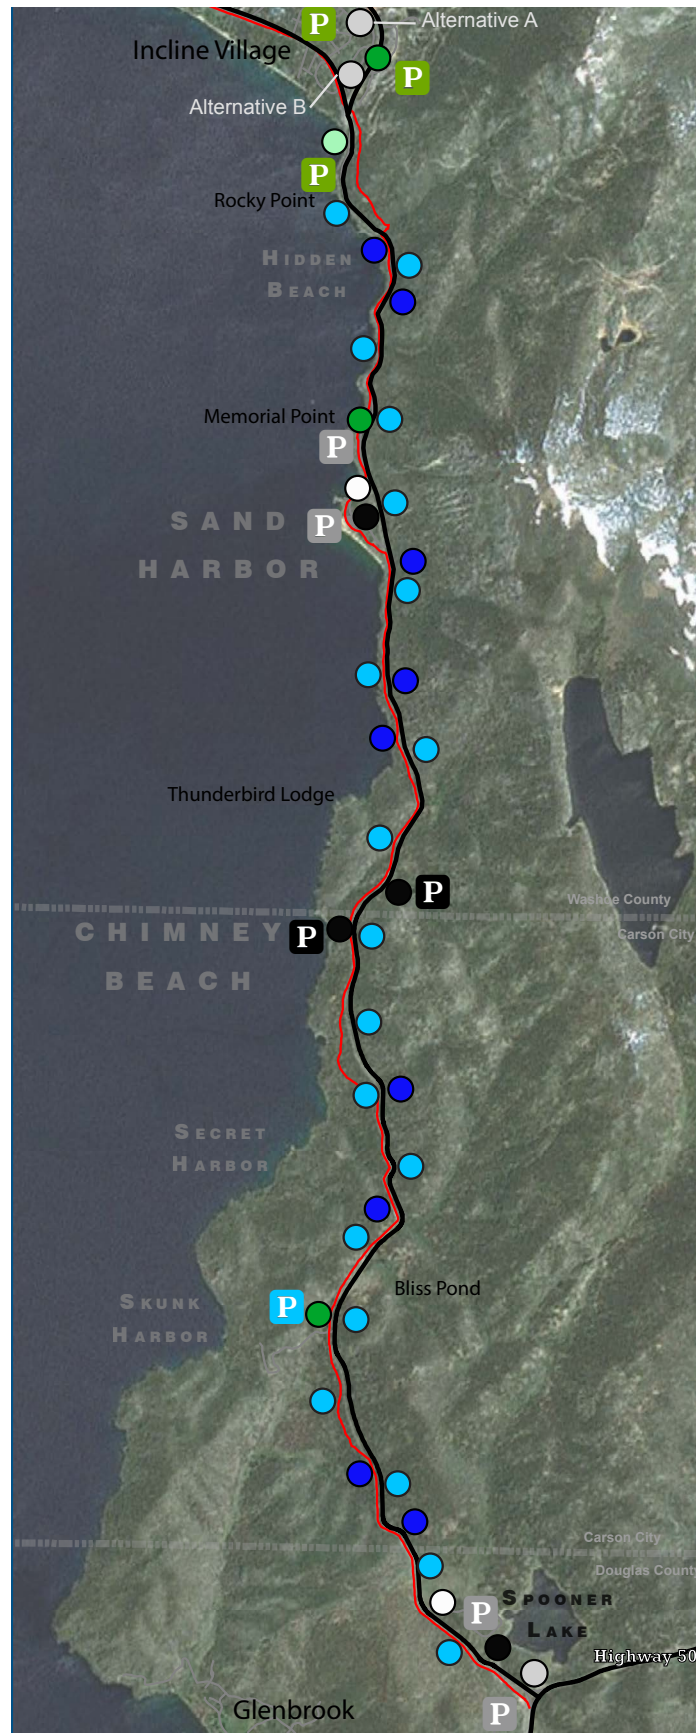 P
Alternative A
Incline Village
P
Alternative B
P
Rocky Point
HIDDEN
BEACH
Memorial Point
P
SAND
P
HARBOR
Thunderbird Lodge
P
Washoe County
CHIMNEY
P
Carson City
BEACH
SECRET
HARBOR
Bliss Pond
SKUNK
P
HARBOR
Carson City
Douglas County
SPOONER
P
LAKE
Highway 50
Glenbrook
P